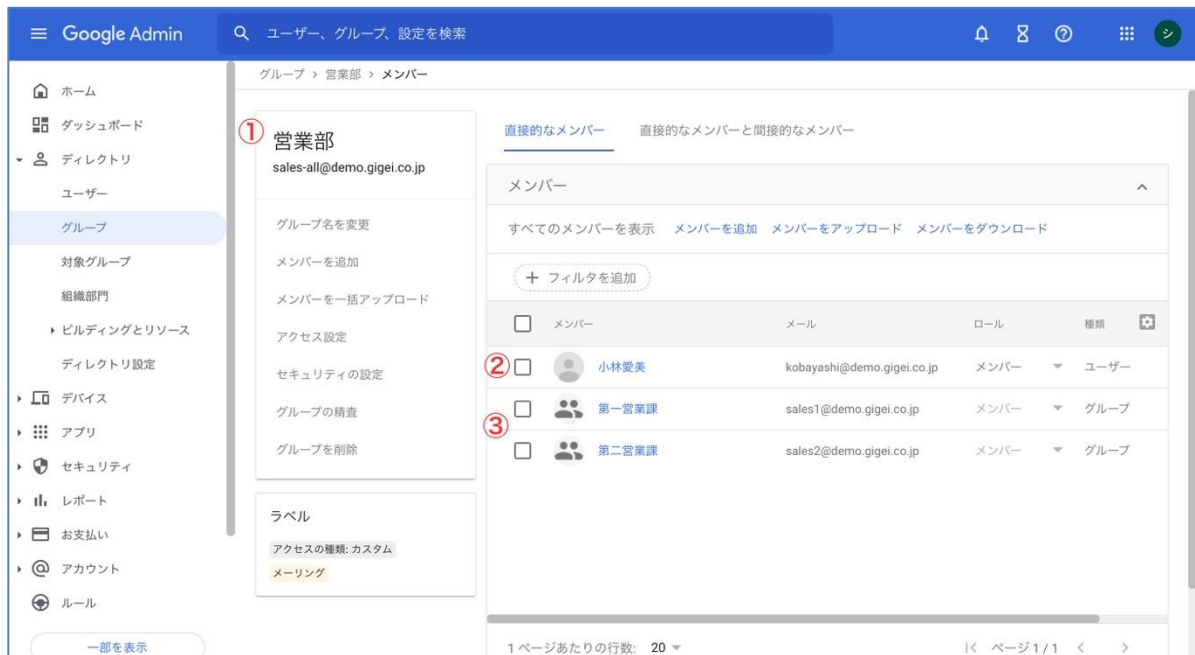 Google Admin
ユーザー、グループ、設定を検索
シ
ホーム
ダッシュボード
ディレクトリ
ユーザー
グループ
対象グループ
組織部門
ビルディングとリソース
ディレクトリ設定
デバイス
アプリ
セキュリティ
レポート
お支払い
アカウント
ルール
一部を表示
グループ > 営業部 > メンバー
① 営業部
sales-all@demo.gigei.co.jp
グループ名を変更
メンバーを追加
メンバーを一括アップロード
アクセス設定
セキュリティの設定
グループの精査
グループを削除
ラベル
アクセスの種類: カスタム
メーリング
直接的なメンバー 直接的なメンバーと間接的なメンバー
メンバー
すべてのメンバーを表示 メンバーを追加 メンバーをアップロード メンバーをダウンロード
+ フィルタを追加
メンバー メール ロール 種類
② 小林愛美 kobayashi@demo.gigei.co.jp メンバー ユーザー
③ 第一営業課 sales1@demo.gigei.co.jp メンバー グループ
第二営業課 sales2@demo.gigei.co.jp メンバー グループ
1 ページあたりの行数: 20 ページ 1 / 1